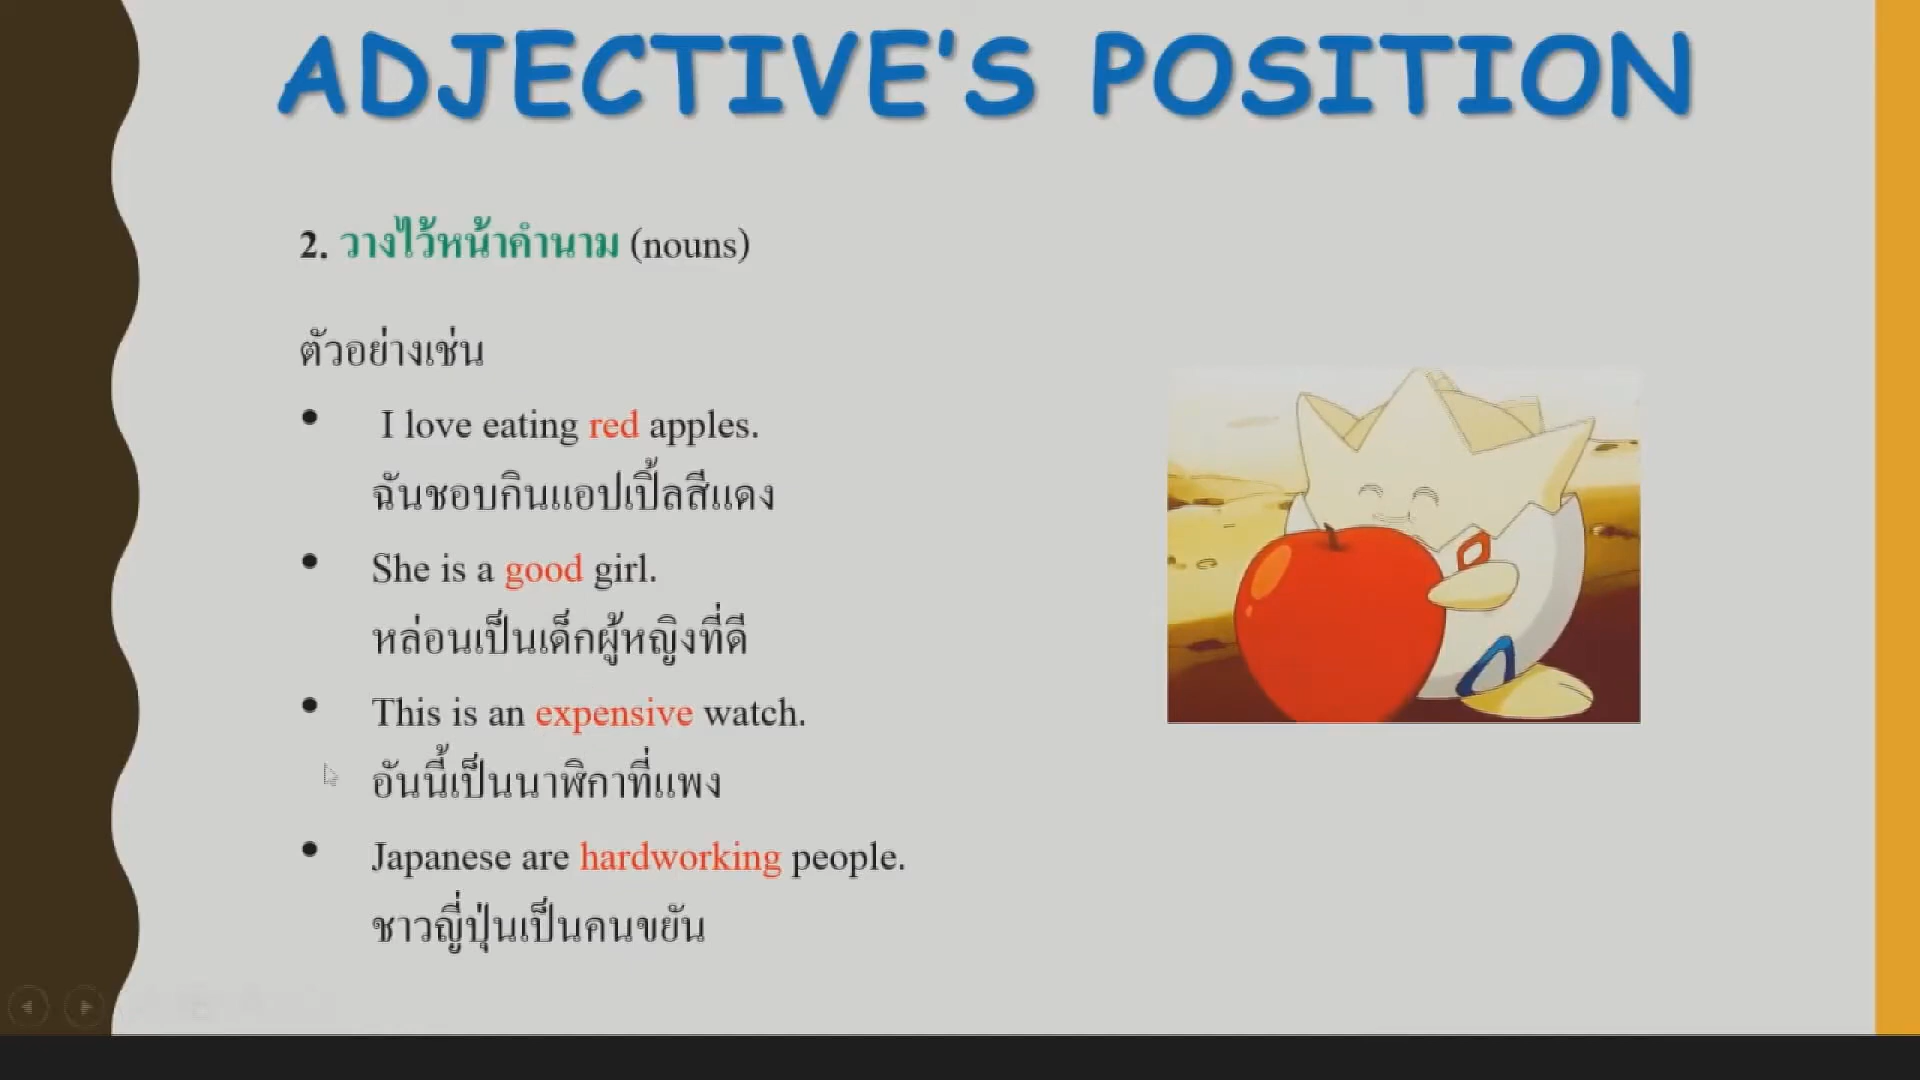 ADJECTIVE'S POSITION
2. วางไว้หน้าคำนาม (nouns)
ตัวอย่างเช่น
• I love eating red apples.
ฉันชอบกินแอปเปิ้ลสีแดง
• She is a good girl.
หล่อนเป็นเด็กผู้หญิงที่ดี
• This is an expensive watch.
อันนี้เป็นนาฬิกาที่แพง
• Japanese are hardworking people.
ชาวญี่ปุ่นเป็นคนขยัน